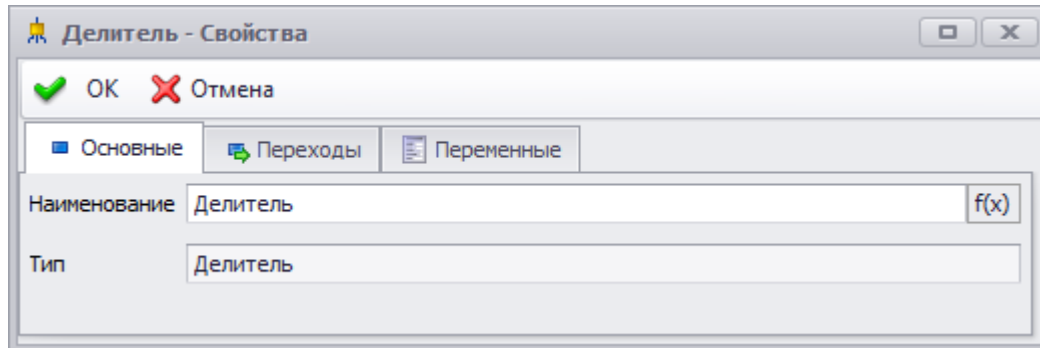 Делитель - Свойства
OK Отмена
Основные Переходы Переменные
Наименование Делитель f(x)
Тип Делитель